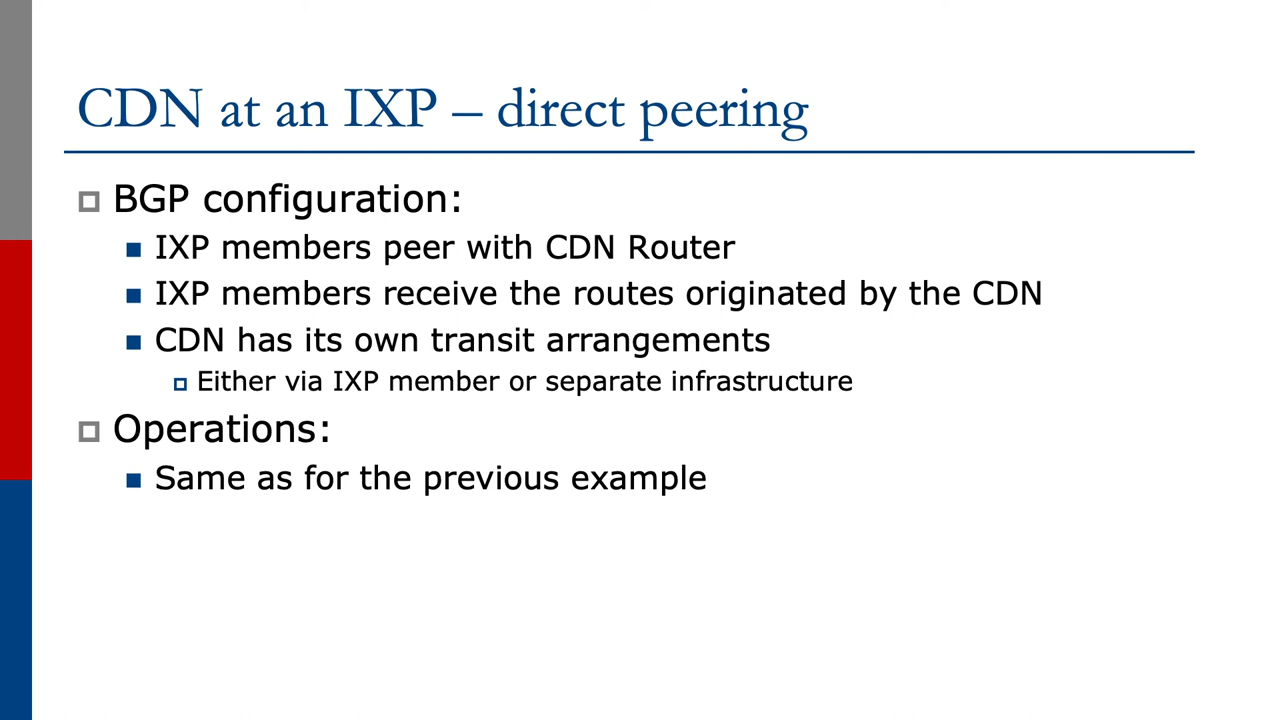 CDN at an IXP – direct peering
BGP configuration:
IXP members peer with CDN Router
IXP members receive the routes originated by the CDN
CDN has its own transit arrangements
Either via IXP member or separate infrastructure
Operations:
Same as for the previous example